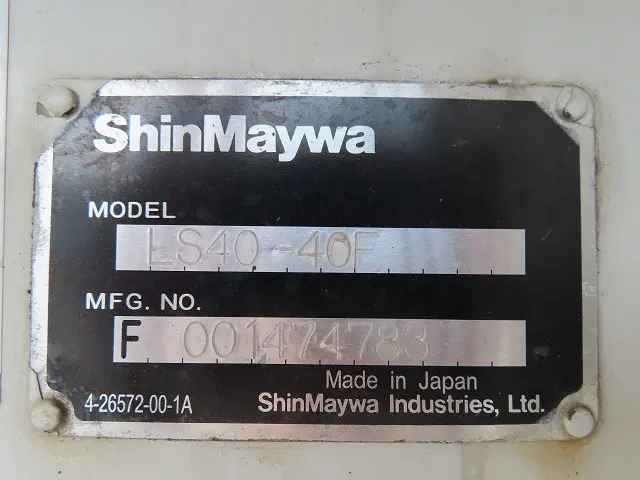 ShinMaywa
MODEL
LS40-40F
MFG. NO.
F 001474783
Made in Japan
4-26572-00-1A ShinMaywa Industries, Ltd.